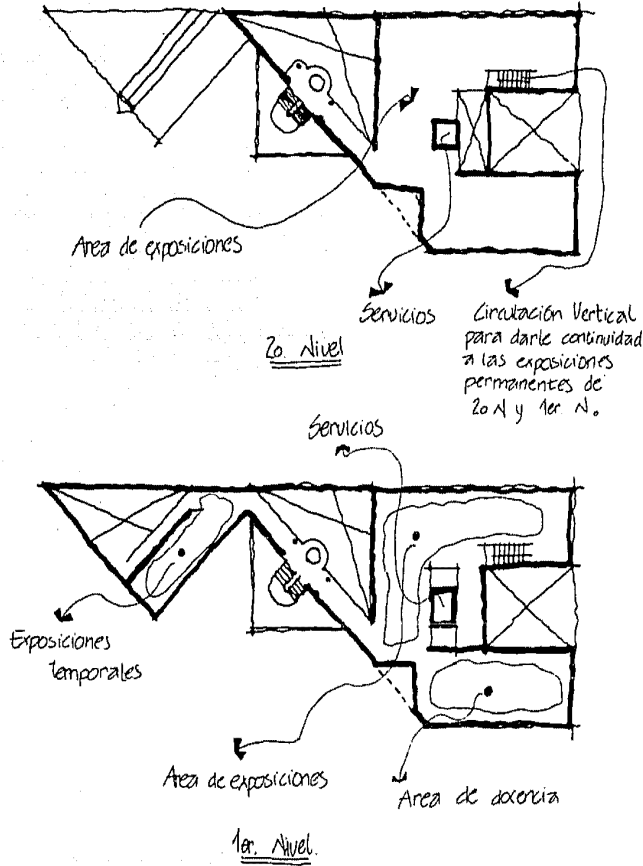 Area de exposiciones
Servicios
Circulación Vertical
para darle continuidad
a las exposiciones
permanentes de
2o N y 1er. N.
2o. Nivel
Servicios
Exposiciones
temporales
Area de exposiciones
Area de docencia
1er. Nivel.